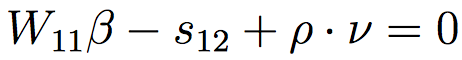 W₁₁β − s₁₂ + ρ · ν = 0